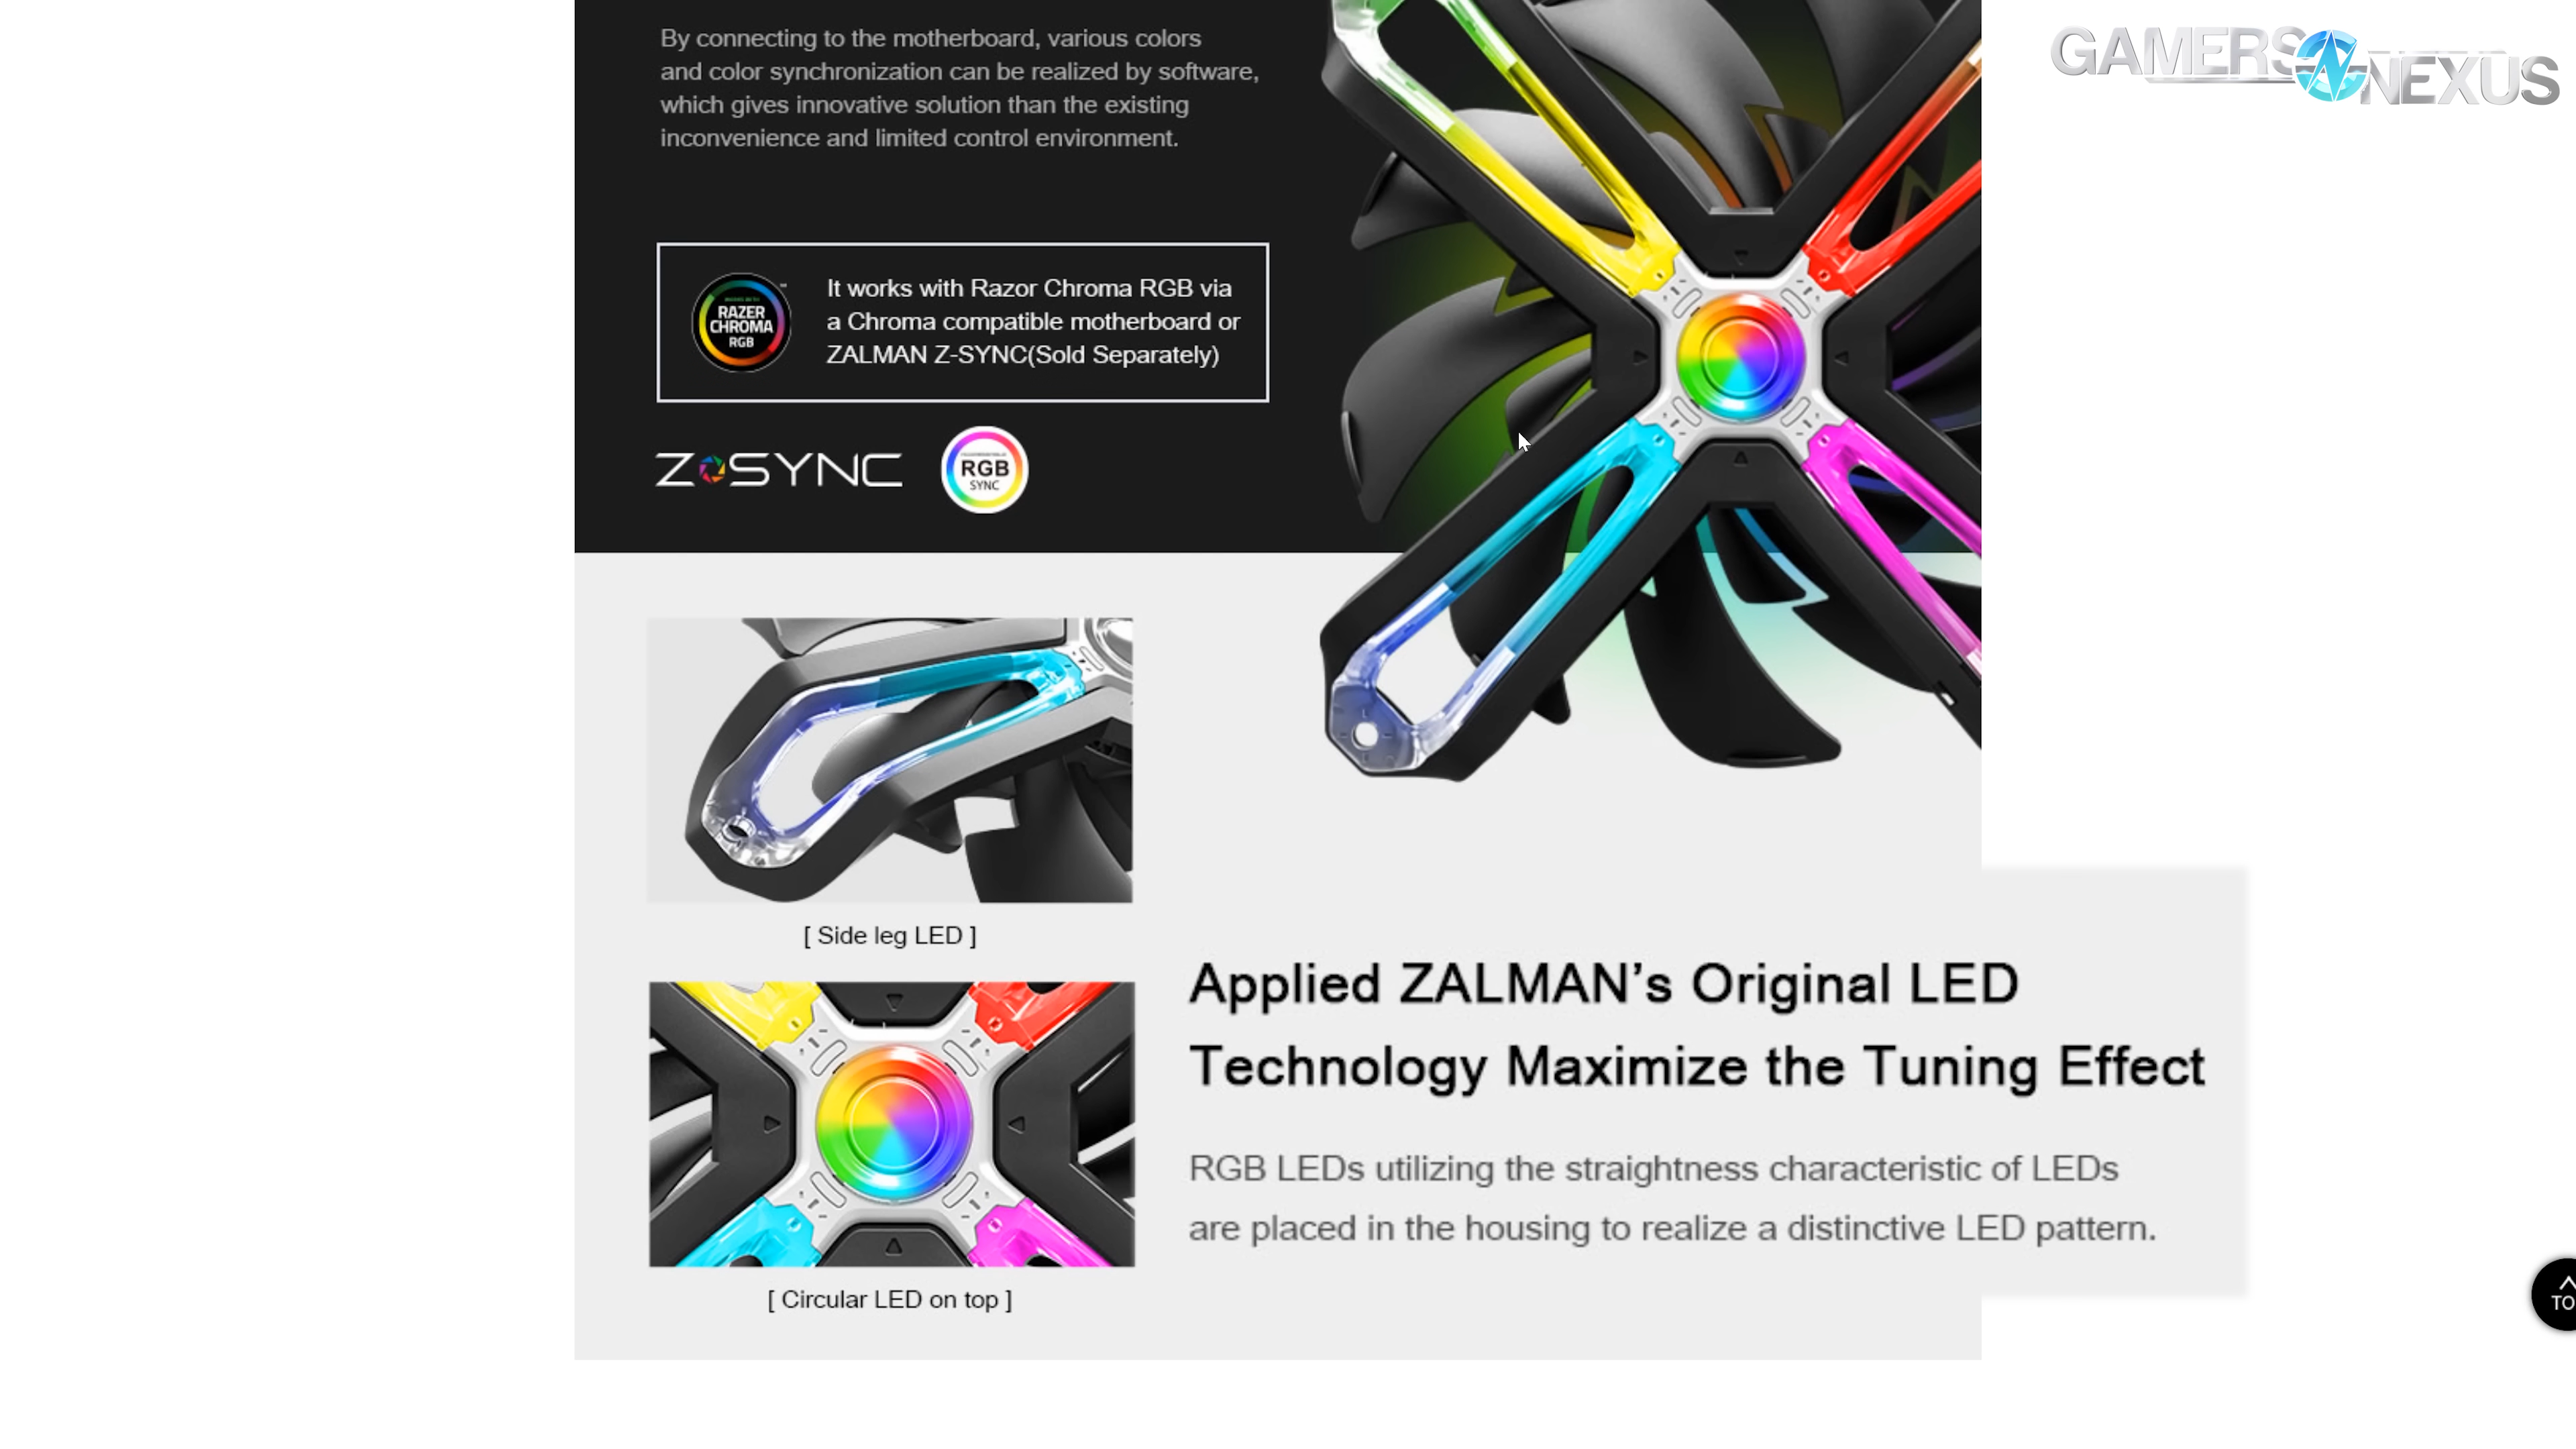 By connecting to the motherboard, various colors
and color synchronization can be realized by software,
which gives innovative solution than the existing
inconvenience and limited control environment.
GAMERS NEXUS
RAZER
CHROMA
RGB
It works with Razor Chroma RGB via
a Chroma compatible motherboard or
ZALMAN Z-SYNC(Sold Separately)
Z SYNC
RGB
SYNC
[ Side leg LED ]
Applied ZALMAN’s Original LED
Technology Maximize the Tuning Effect
RGB LEDs utilizing the straightness characteristic of LEDs
are placed in the housing to realize a distinctive LED pattern.
[ Circular LED on top ]
TO